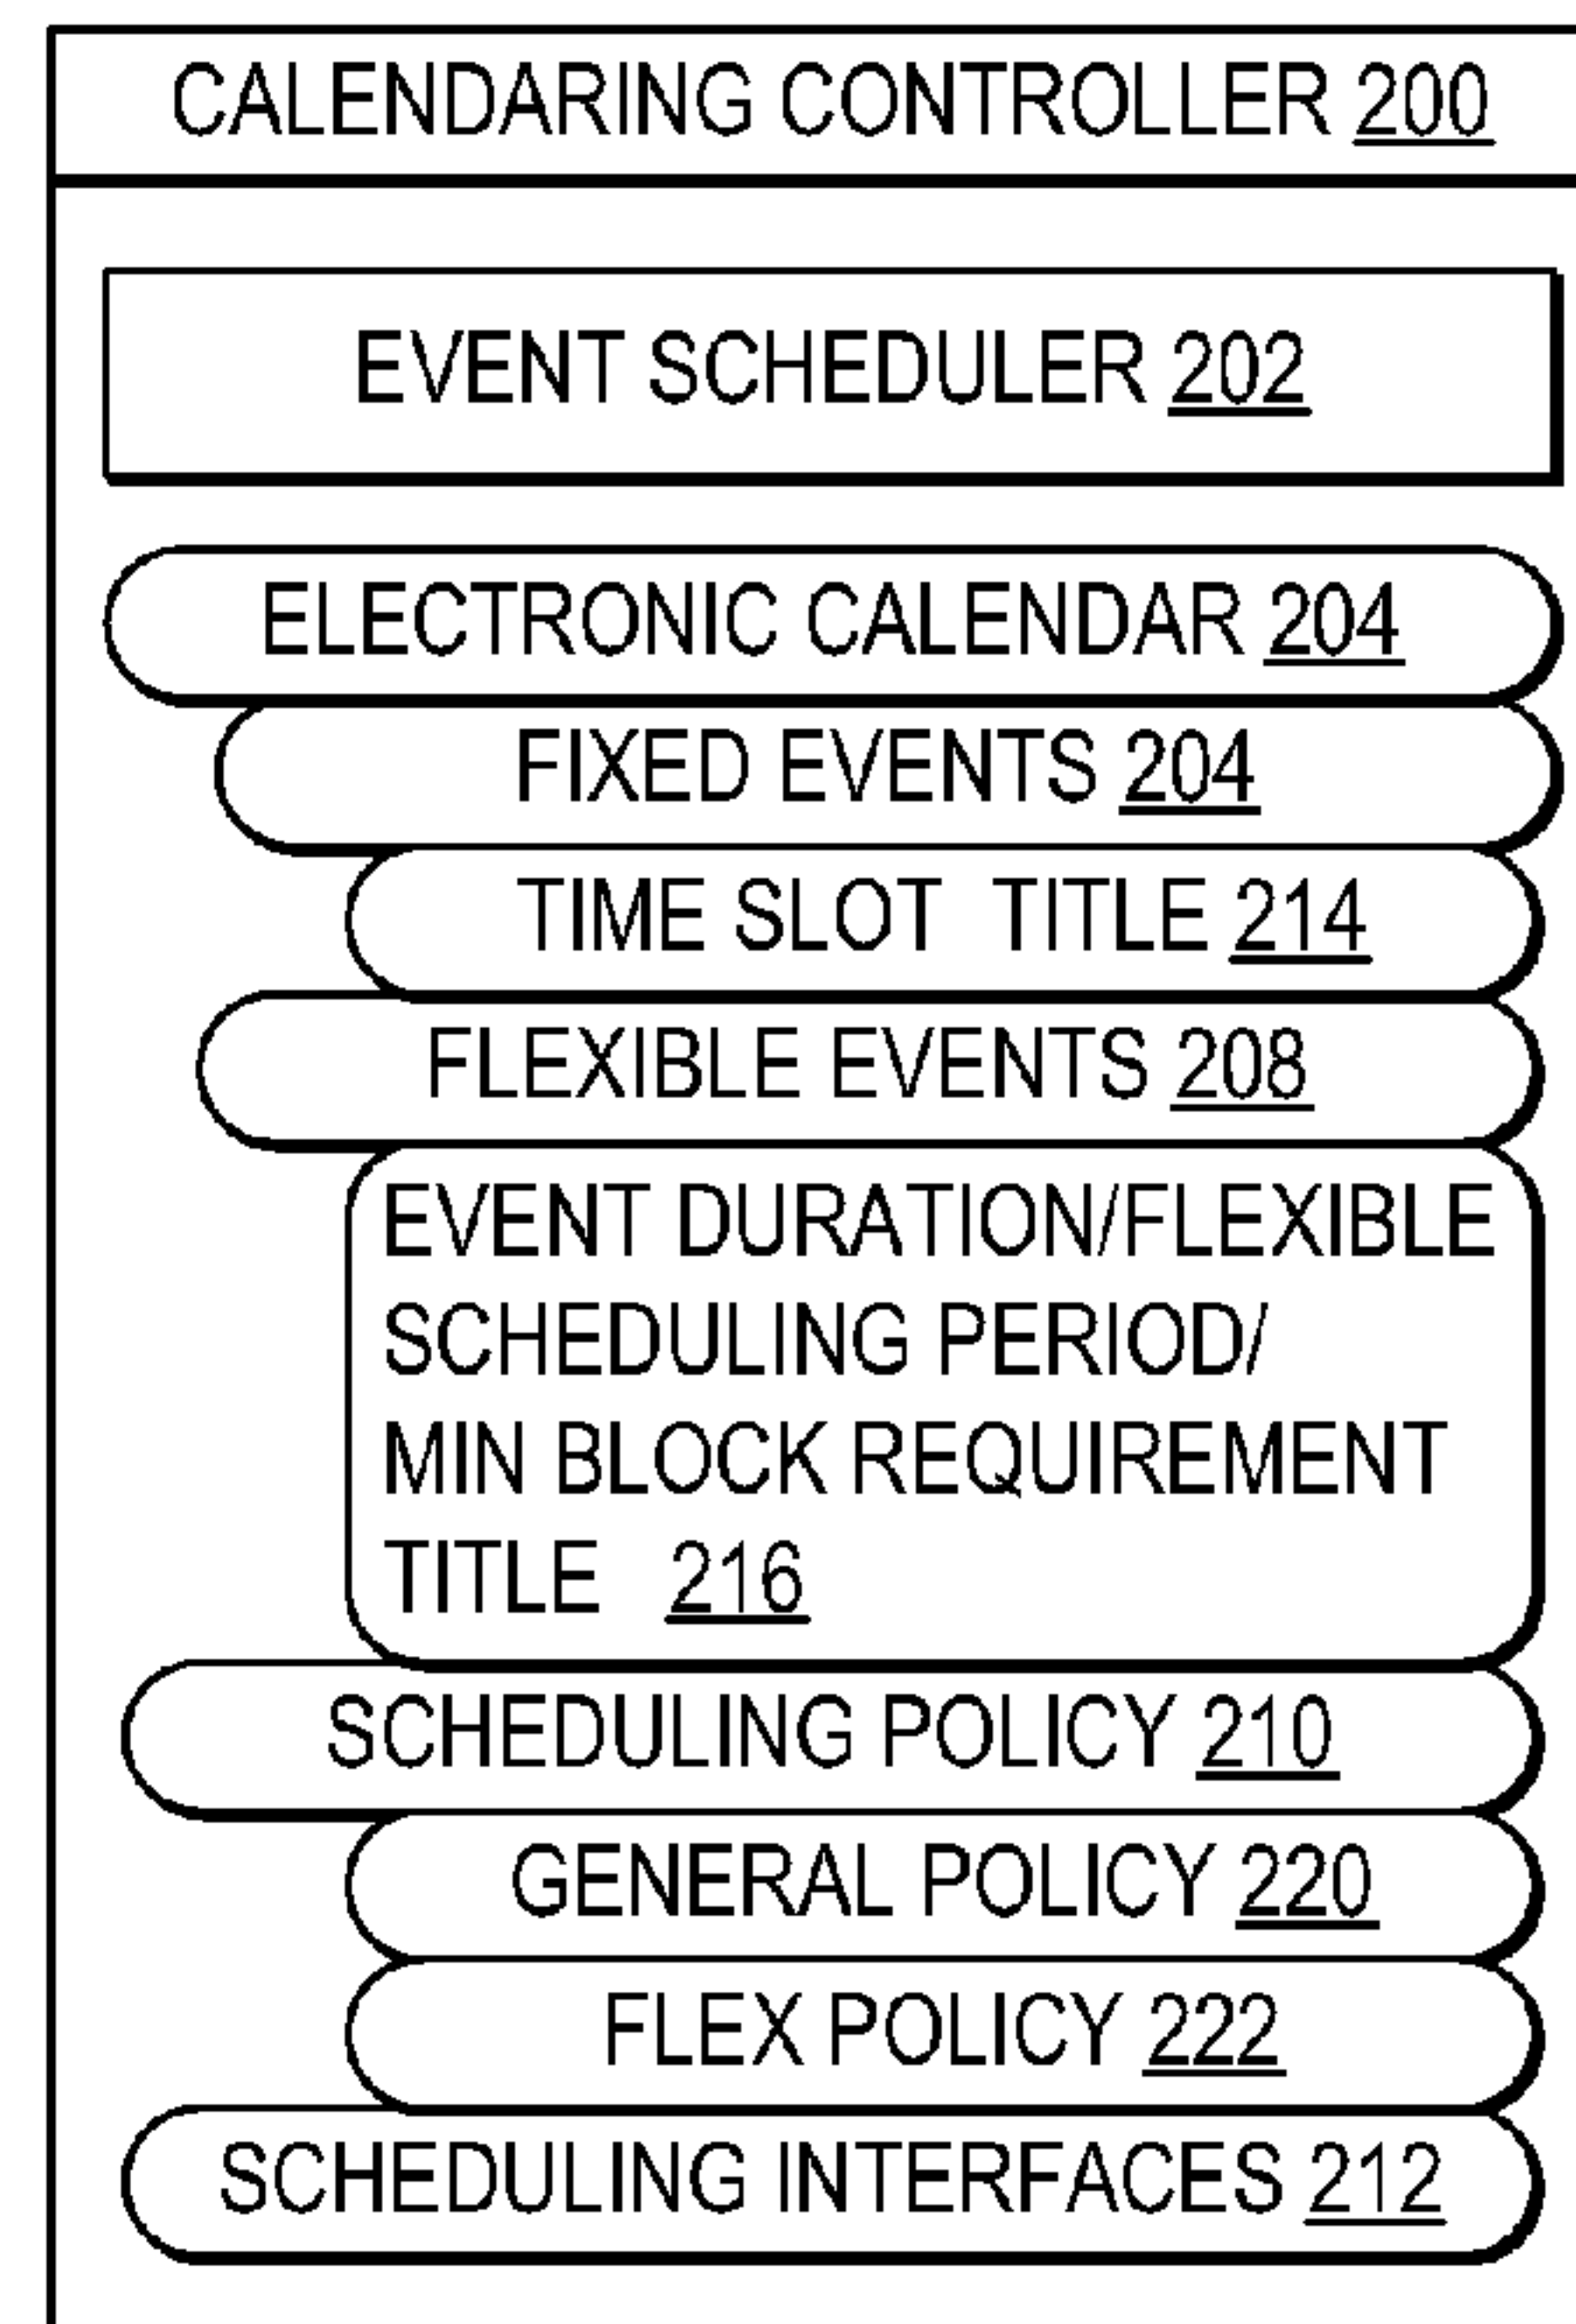 CALENDARING CONTROLLER 200
EVENT SCHEDULER 202
ELECTRONIC CALENDAR 204
FIXED EVENTS 204
TIME SLOT TITLE 214
FLEXIBLE EVENTS 208
EVENT DURATION/FLEXIBLE
SCHEDULING PERIOD/
MIN BLOCK REQUIREMENT
TITLE 216
SCHEDULING POLICY 210
GENERAL POLICY 220
FLEX POLICY 222
SCHEDULING INTERFACES 212